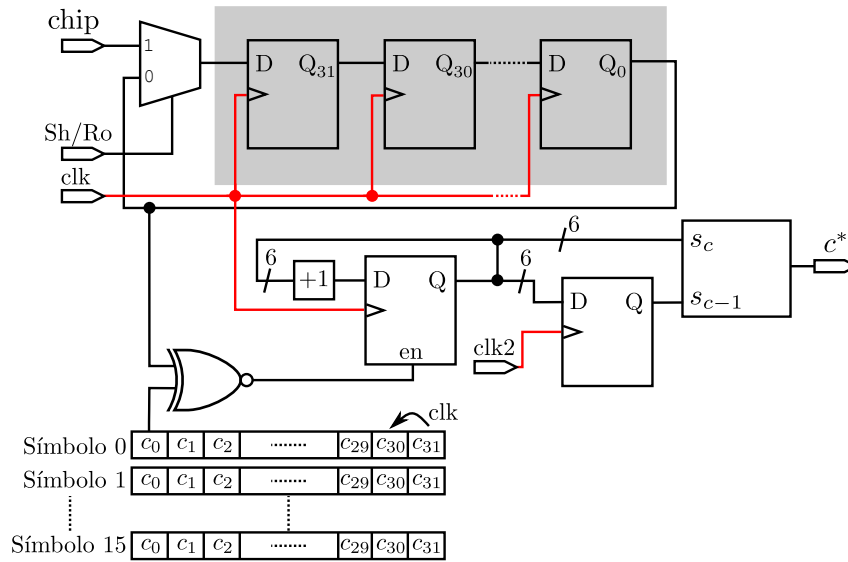 chip
1
0
D Q31 D Q30 D Q0
Sh/Ro
clk
6
6 6
+1 D Q
s_c c*
D Q s_{c−1}
en
clk2
clk
Símbolo 0 c0 c1 c2 c29 c30 c31
Símbolo 1 c0 c1 c2 c29 c30 c31
Símbolo 15 c0 c1 c2 c29 c30 c31